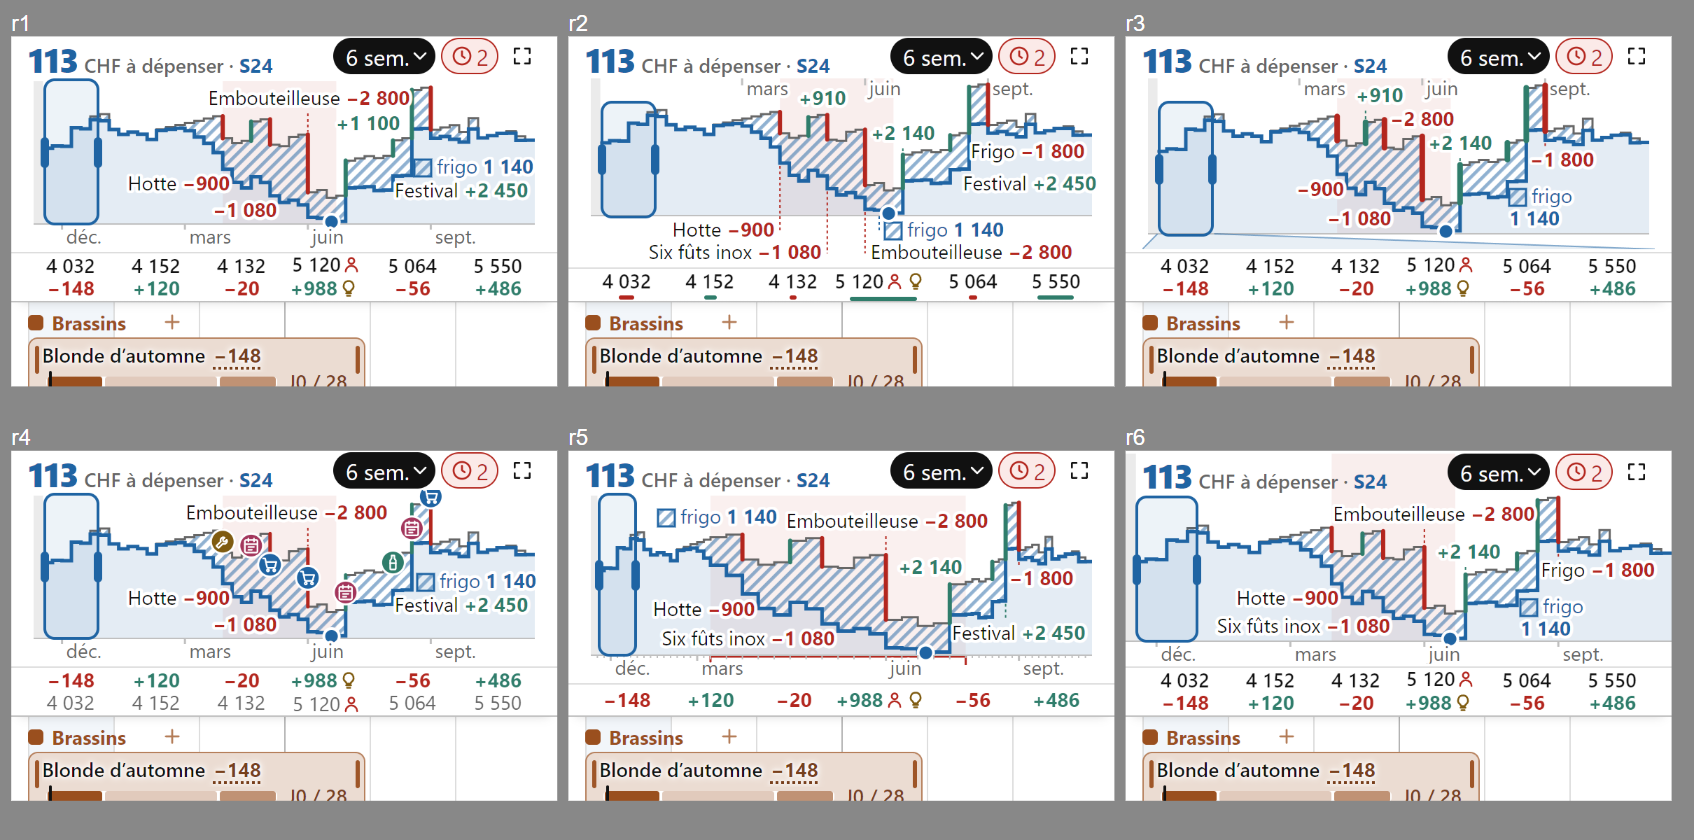 r1
113 CHF à dépenser · S24
6 sem.
2
Embouteilleuse −2 800
+1 100
frigo 1 140
Hotte −900
Festival +2 450
−1 080
déc. mars juin sept.
4 032 4 152 4 132 5 120 5 064 5 550
−148 +120 −20 +988 −56 +486
Brassins +
Blonde d’automne −148
J0 / 28
r2
113 CHF à dépenser · S24
6 sem.
2
mars juin sept.
+910
+2 140
Frigo −1 800
Festival +2 450
Hotte −900
frigo 1 140
Six fûts inox −1 080
Embouteilleuse −2 800
4 032 4 152 4 132 5 120 5 064 5 550
Brassins +
Blonde d’automne −148
J0 / 28
r3
113 CHF à dépenser · S24
6 sem.
2
mars juin sept.
+910
−2 800
+2 140
−1 800
−900
frigo
1 140
−1 080
4 032 4 152 4 132 5 120 5 064 5 550
−148 +120 −20 +988 −56 +486
Brassins +
Blonde d’automne −148
J0 / 28
r4
113 CHF à dépenser · S24
6 sem.
2
Embouteilleuse −2 800
frigo 1 140
Hotte −900
Festival +2 450
−1 080
déc. mars juin sept.
−148 +120 −20 +988 −56 +486
4 032 4 152 4 132 5 120 5 064 5 550
Brassins +
Blonde d’automne −148
J0 / 28
r5
113 CHF à dépenser · S24
6 sem.
2
frigo 1 140
Embouteilleuse −2 800
+2 140
−1 800
Hotte −900
Six fûts inox −1 080
Festival +2 450
déc. mars juin sept.
−148 +120 −20 +988 −56 +486
Brassins +
Blonde d’automne −148
J0 / 28
r6
113 CHF à dépenser · S24
6 sem.
2
Embouteilleuse −2 800
+2 140
Frigo −1 800
Hotte −900
frigo
1 140
Six fûts inox −1 080
déc. mars juin sept.
4 032 4 152 4 132 5 120 5 064 5 550
−148 +120 −20 +988 −56 +486
Brassins +
Blonde d’automne −148
J0 / 28